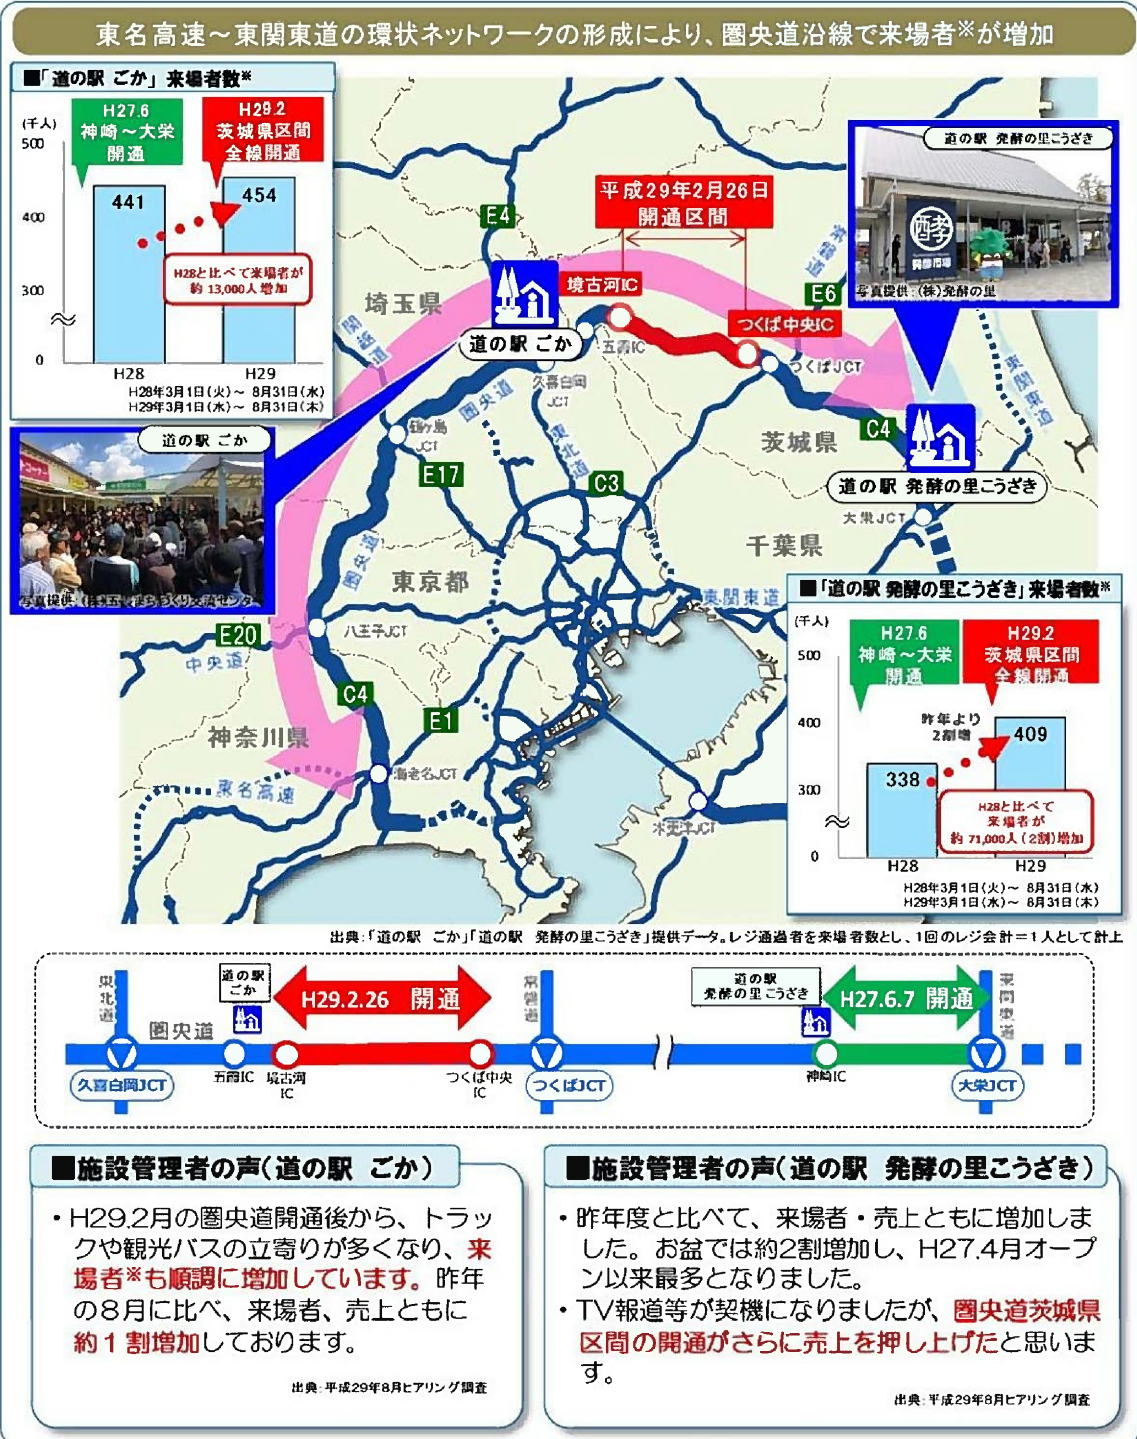 東名高速～東関東道の環状ネットワークの形成により、圏央道沿線で来場者※が増加
■「道の駅 ごか」 来場者数※
(千人)
H27.6
神崎～大栄
開通
H29.2
茨城県区間
全線開通
500
400
300
0
441
454
H28と比べて来場者が
約 13,000人増加
H28
H29
H28年3月1日(火)～ 8月31日(水)
H29年3月1日(水)～ 8月31日(木)
道の駅 ごか
道の駅 発酵の里こうざき
発酵市場
写真提供：(株)発酵の里
平成29年2月26日
開通区間
E4
常磐道
E6
埼玉県
関越道
境古河IC
つくば中央IC
道の駅 ごか
五霞IC
つくばJCT
久喜白岡
JCT
圏央道
東北道
東関東道
鶴ヶ島
JCT
E17
C3
茨城県
C4
道の駅 発酵の里こうざき
大栄JCT
千葉県
圏央道
東京都
東関東道
E20
中央道
八王子JCT
C4
E1
神奈川県
海老名JCT
東名高速
木更津JCT
■「道の駅 発酵の里こうざき」来場者数※
(千人)
H27.6
神崎～大栄
開通
H29.2
茨城県区間
全線開通
500
400
300
0
昨年より
2割増
338
409
H28と比べて
来場者が
約 71,000人（2割）増加
H28
H29
H28年3月1日(火)～ 8月31日(水)
H29年3月1日(水)～ 8月31日(木)
出典：「道の駅 ごか」「道の駅 発酵の里こうざき」提供データ。レジ通過者を来場者数とし、1回のレジ会計＝1人として計上
東北道
道の駅
ごか
H29.2.26 開通
常磐道
道の駅
発酵の里こうざき
H27.6.7 開通
東関東道
圏央道
久喜白岡JCT
五霞IC
境古河
IC
つくば中央
IC
つくばJCT
神崎IC
大栄JCT
■施設管理者の声（道の駅 ごか）
・H29.2月の圏央道開通後から、トラッ
クや観光バスの立寄りが多くなり、来
場者※も順調に増加しています。昨年
の８月に比べ、来場者、売上ともに
約１割増加しております。
出典：平成29年8月ヒアリング調査
■施設管理者の声（道の駅 発酵の里こうざき）
・昨年度と比べて、来場者・売上ともに増加しま
した。お盆では約2割増加し、H27.4月オープ
ン以来最多となりました。
・TV報道等が契機になりましたが、圏央道茨城県
区間の開通がさらに売上を押し上げたと思いま
す。
出典：平成29年8月ヒアリング調査